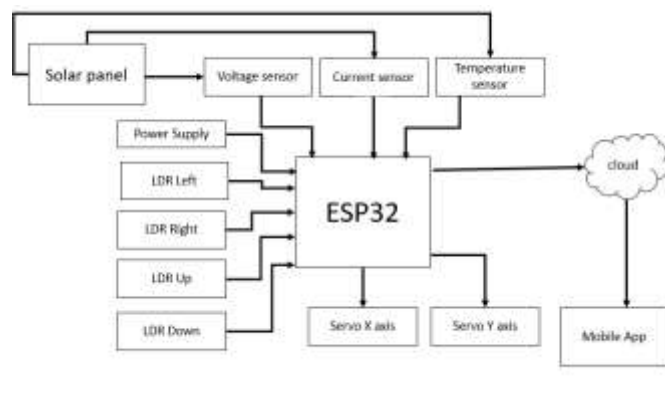 Solar panel
Voltage sensor
Current sensor
Temperature
sensor
Power Supply
LDR Left
LDR Right
LDR Up
LDR Down
ESP32
cloud
Servo X axis
Servo Y axis
Mobile App